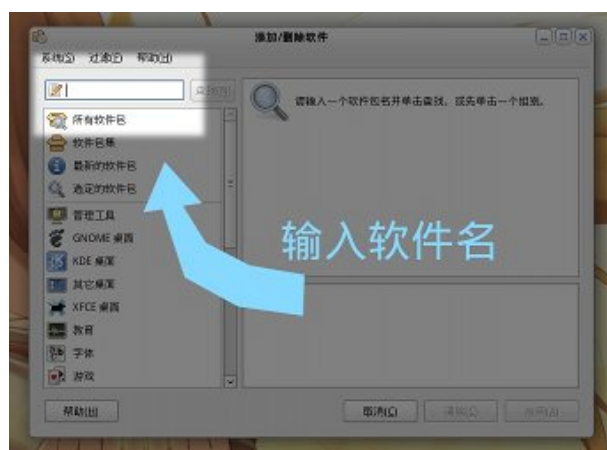 添加/删除软件
系统(S) 过滤(F) 帮助(H)
查找(N)
请输入一个软件包名并单击查找，或先单击一个组别。
所有软件包
软件包集
最新的软件包
选定的软件包
管理工具
GNOME 桌面
KDE 桌面
其它桌面
XFCE 桌面
教育
字体
游戏
输入软件名
帮助(H)
取消(C)
清除(L)
应用(A)